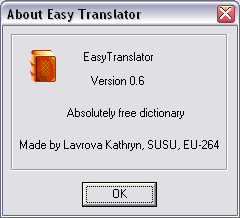 About Easy Translator
EasyTranslator
Version 0.6
Absolutely free dictionary
Made by Lavrova Kathryn, SUSU, EU-264
OK